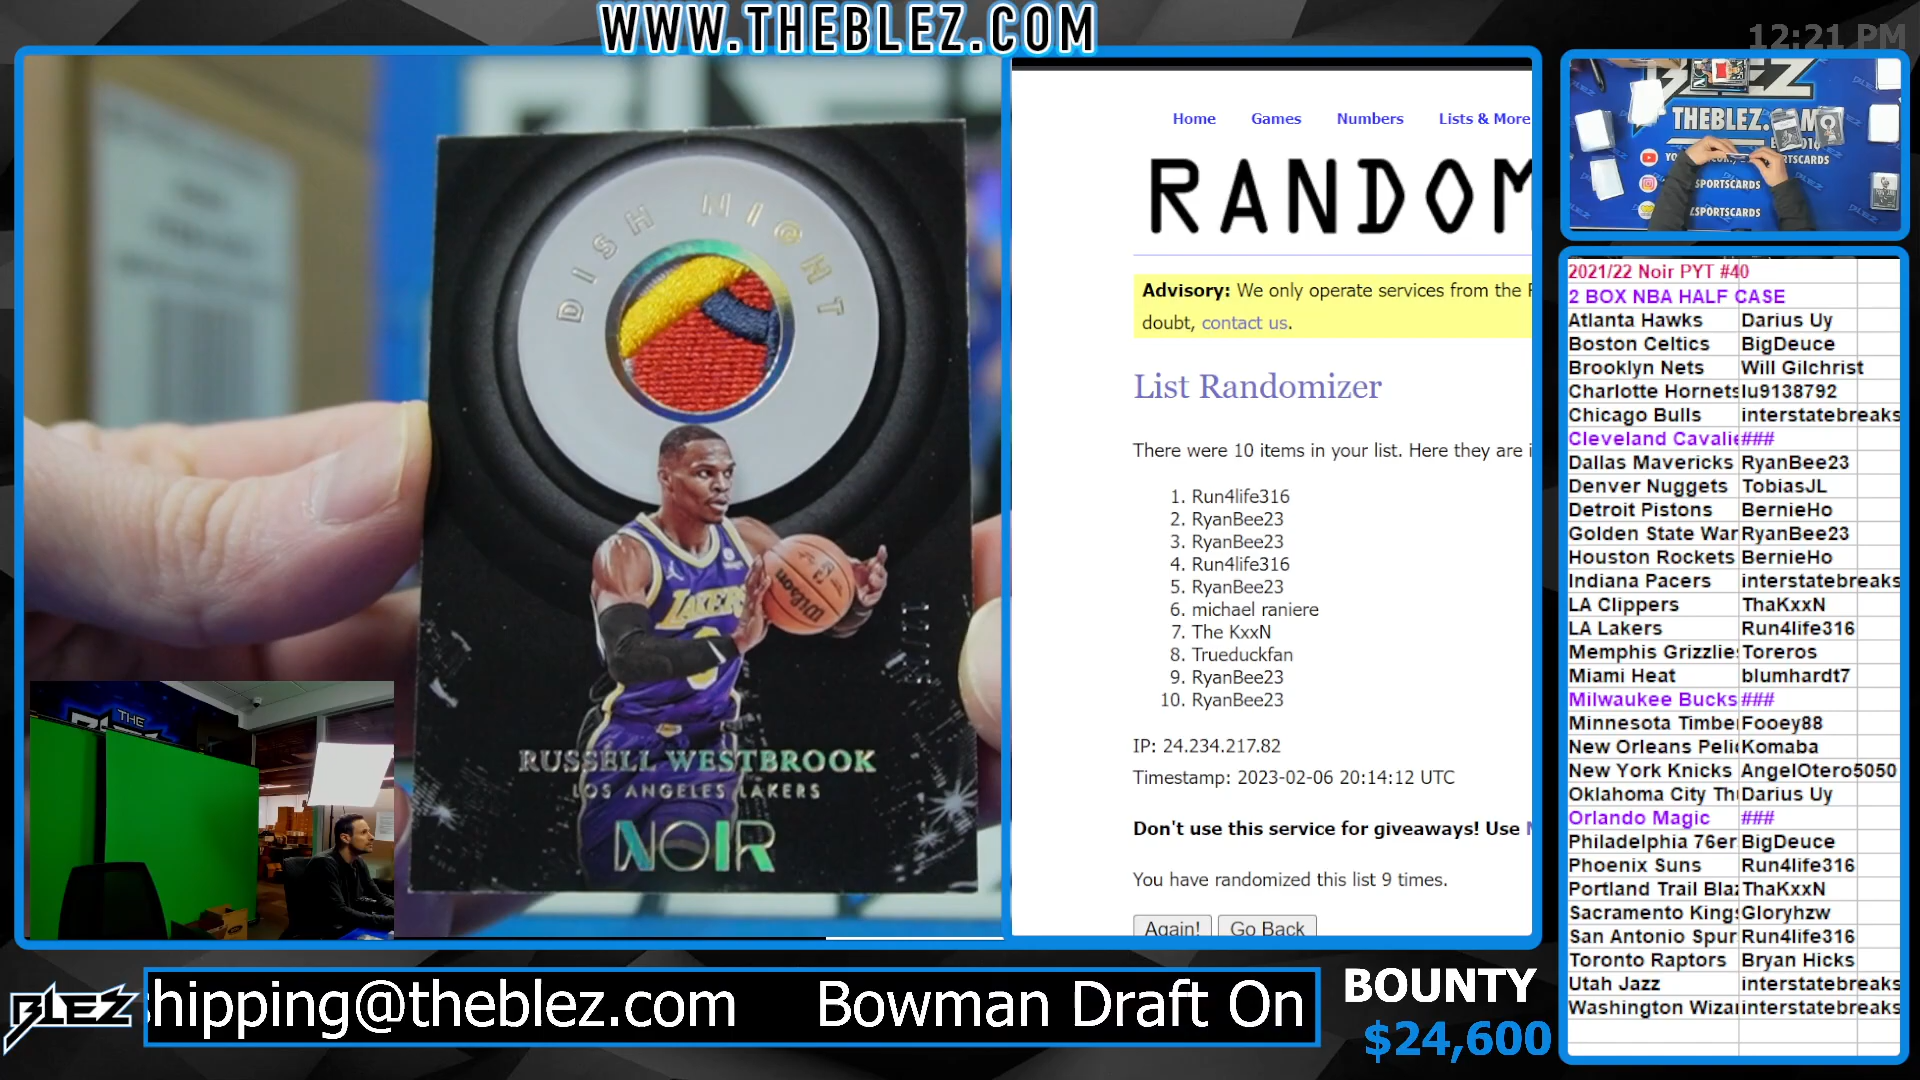 WWW.THEBLEZ.COM
12:21 PM
DISH NIGHT
LAKERS
Wilson
RUSSELL WESTBROOK
LOS ANGELES LAKERS
NOIR
THE
Home Games Numbers Lists & More
RANDOM
Advisory: We only operate services from the
doubt, contact us.
List Randomizer
There were 10 items in your list. Here they are i
1. Run4life316
2. RyanBee23
3. RyanBee23
4. Run4life316
5. RyanBee23
6. michael raniere
7. The KxxN
8. Trueduckfan
9. RyanBee23
10. RyanBee23
IP: 24.234.217.82
Timestamp: 2023-02-06 20:14:12 UTC
Don't use this service for giveaways! Use
You have randomized this list 9 times.
Again! Go Back
THEBLEZ.
RTSCARDS
SPORTSCARDS
ZSPORTSCARDS
2021/22 Noir PYT #40
2 BOX NBA HALF CASE
Atlanta Hawks Darius Uy
Boston Celtics BigDeuce
Brooklyn Nets Will Gilchrist
Charlotte Hornets lu9138792
Chicago Bulls interstatebreaks
Cleveland Cavalie ###
Dallas Mavericks RyanBee23
Denver Nuggets TobiasJL
Detroit Pistons BernieHo
Golden State War RyanBee23
Houston Rockets BernieHo
Indiana Pacers interstatebreaks
LA Clippers ThaKxxN
LA Lakers Run4life316
Memphis Grizzlie Toreros
Miami Heat blumhardt7
Milwaukee Bucks ###
Minnesota Timbe Fooey88
New Orleans Peli Komaba
New York Knicks AngelOtero5050
Oklahoma City Th Darius Uy
Orlando Magic ###
Philadelphia 76er BigDeuce
Phoenix Suns Run4life316
Portland Trail Bla ThaKxxN
Sacramento Kings Gloryhzw
San Antonio Spur Run4life316
Toronto Raptors Bryan Hicks
Utah Jazz interstatebreaks
Washington Wiza interstatebreaks
BLEZ
hipping@theblez.com Bowman Draft On
BOUNTY
$24,600